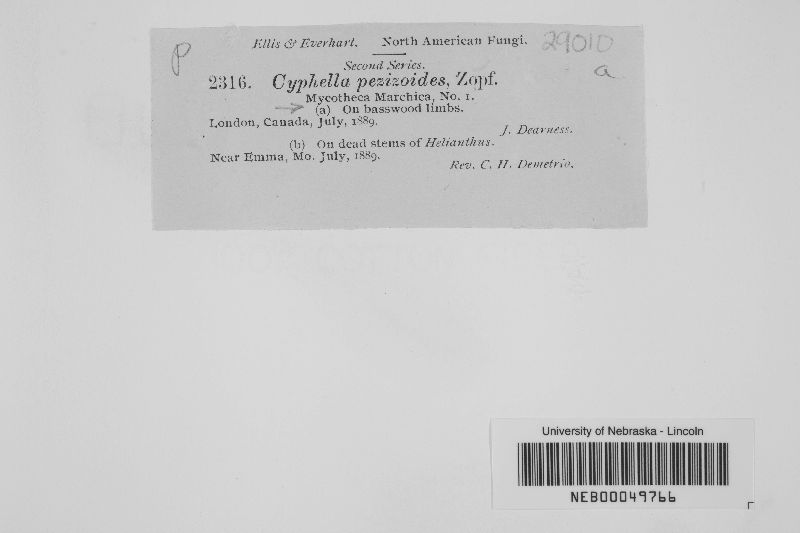 P
Ellis & Everhart. North American Fungi. 29010
Second Series.
a
2316. Cyphella pezizoides, Zopf.
Mycotheca Marchica, No. 1.
(a) On basswood limbs.
London, Canada, July, 1889.
J. Dearness.
(b) On dead stems of Helianthus.
Near Emma, Mo. July, 1889.
Rev. C. H. Demetrio.
University of Nebraska - Lincoln
NEB00049766